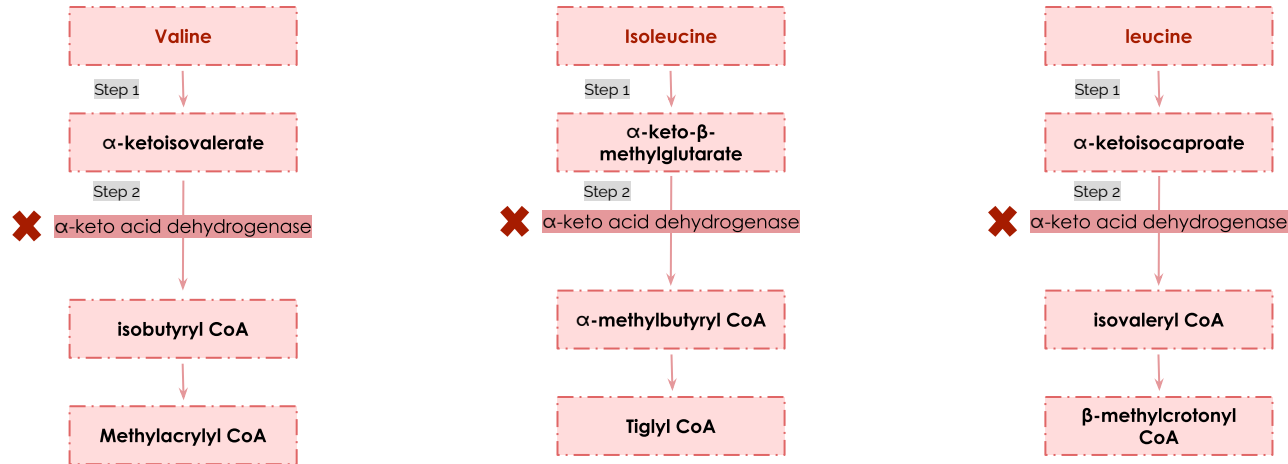 Valine
Isoleucine
leucine
Step 1
Step 1
Step 1
α-ketoisovalerate
α-keto-β-
methylglutarate
α-ketoisocaproate
Step 2
Step 2
Step 2
α-keto acid dehydrogenase
α-keto acid dehydrogenase
α-keto acid dehydrogenase
isobutyryl CoA
α-methylbutyryl CoA
isovaleryl CoA
Methylacrylyl CoA
Tiglyl CoA
β-methylcrotonyl
CoA